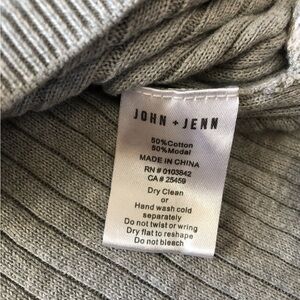 JOHN + JENN
50%Cotton
50%Modal
MADE IN CHINA
RN # 0103842
CA # 25459
Dry Clean
or
Hand wash cold
separately
Do not twist or wring
Dry flat to reshape
Do not bleach